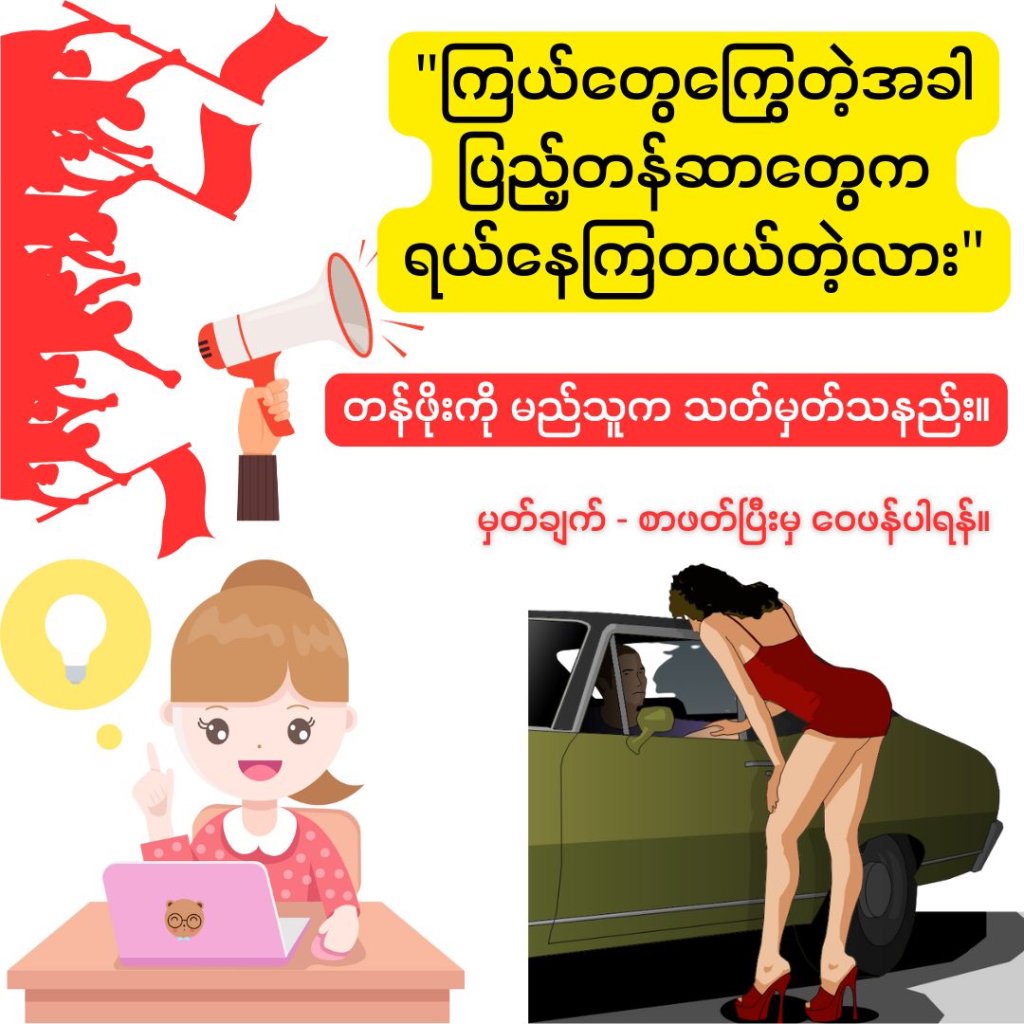 "ကြယ်တွေကြွေတဲ့အခါ
ပြည့်တန်ဆာတွေက
ရယ်နေကြတယ်တဲ့လား"
တန်ဖိုးကို မည်သူက သတ်မှတ်သနည်း။
မှတ်ချက် - စာဖတ်ပြီးမှ ဝေဖန်ပါရန်။